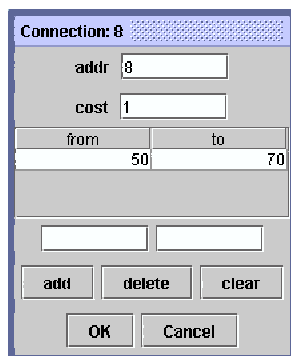 Connection: 8
addr 8
cost 1
from to
50 70
add delete clear
OK Cancel